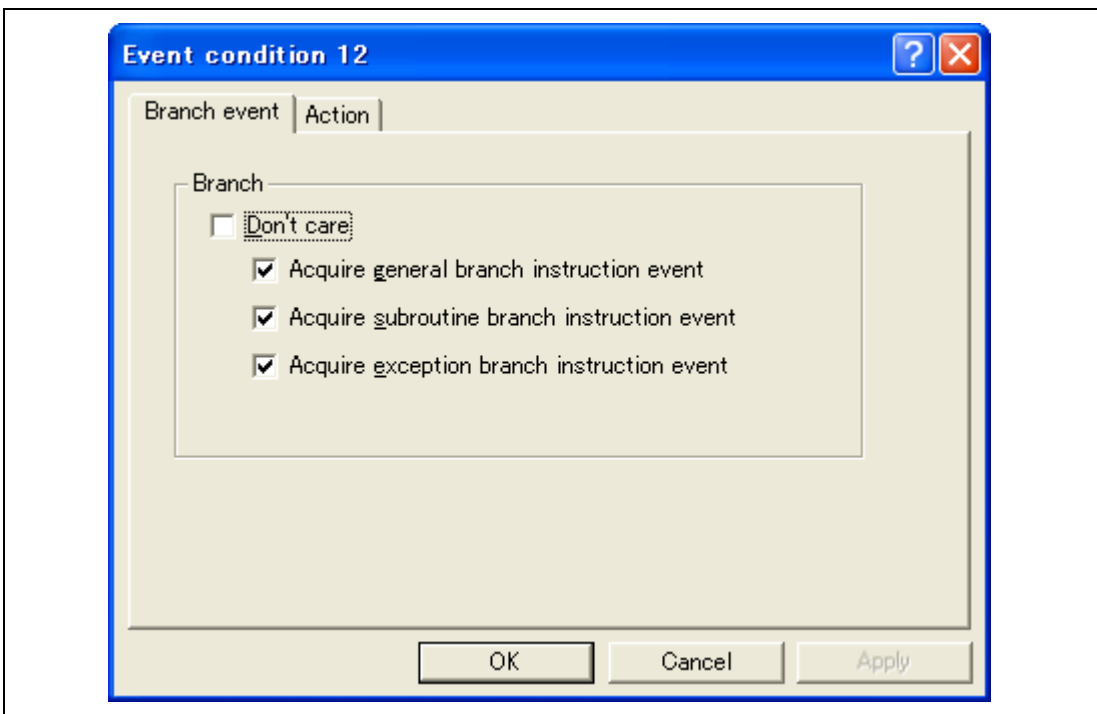 Event condition 12
Branch event
Action
Branch
Don't care
Acquire general branch instruction event
Acquire subroutine branch instruction event
Acquire exception branch instruction event
OK
Cancel
Apply